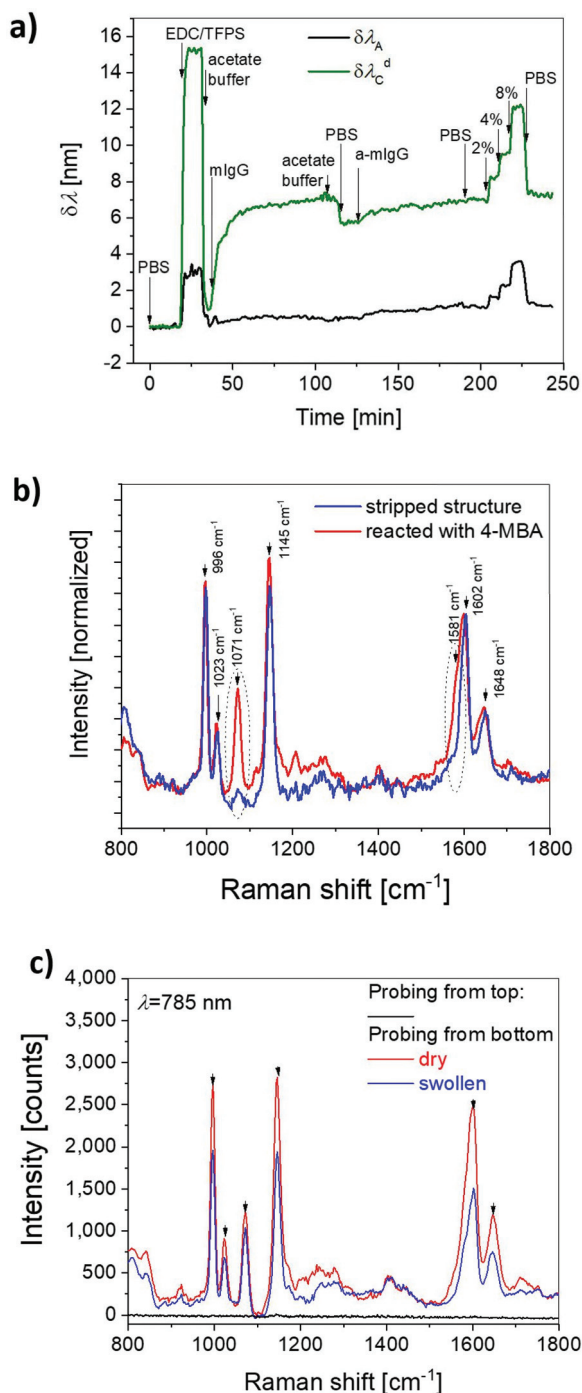 a)
EDC/TFPS
acetate
buffer
δλA
δλC^d
PBS
mIgG
acetate
buffer
PBS
a-mIgG
PBS
2%
4%
8%
PBS
16
14
12
10
8
6
4
2
0
-2
δλ [nm]
0 50 100 150 200 250
Time [min]
b)
stripped structure
reacted with 4-MBA
996 cm-1
1023 cm-1
1071 cm-1
1145 cm-1
1581 cm-1
1602 cm-1
1648 cm-1
Intensity [normalized]
800 1000 1200 1400 1600 1800
Raman shift [cm-1]
c)
λ=785 nm
Probing from top:
Probing from bottom
dry
swollen
4,000
3,500
3,000
2,500
2,000
1,500
1,000
500
0
Intensity [counts]
800 1000 1200 1400 1600 1800
Raman shift [cm-1]